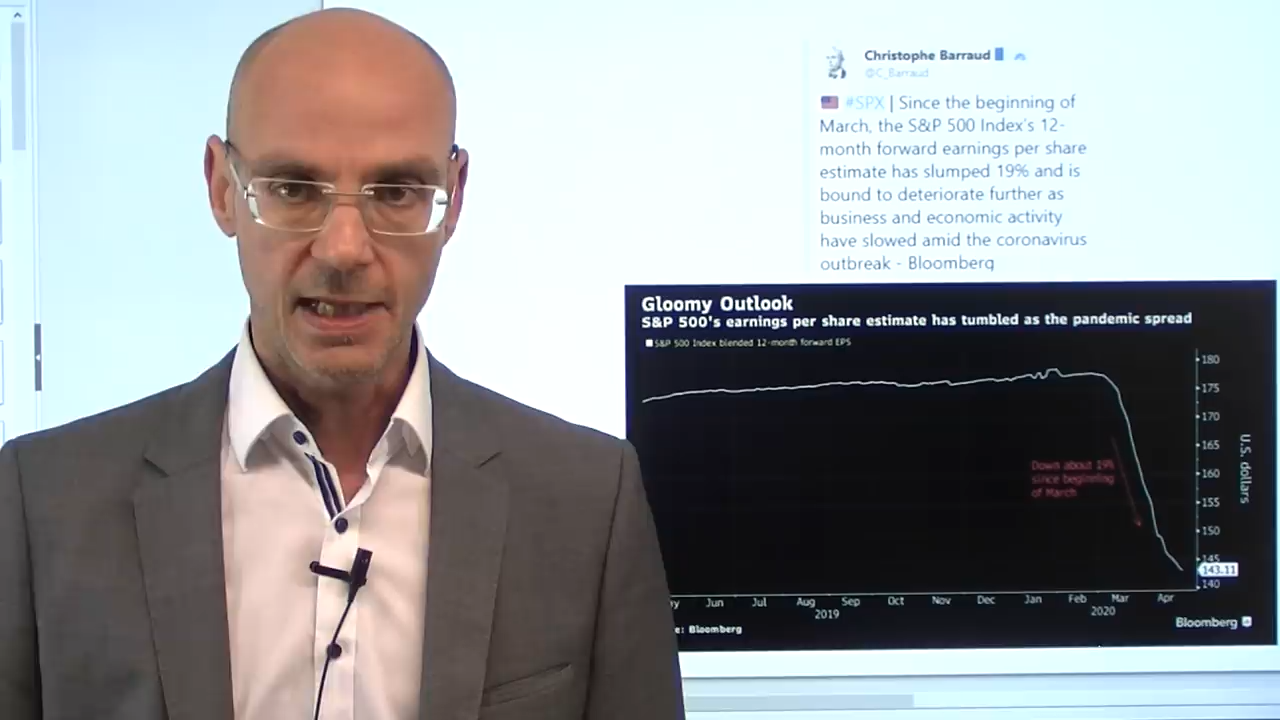 Christophe Barraud
@C_Barraud
#SPX | Since the beginning of
March, the S&P 500 Index's 12-
month forward earnings per share
estimate has slumped 19% and is
bound to deteriorate further as
business and economic activity
have slowed amid the coronavirus
outbreak - Bloomberg
Gloomy Outlook
S&P 500's earnings per share estimate has tumbled as the pandemic spread
S&P 500 Index blended 12-month forward EPS
180
175
170
165
160
155
150
145
143.11
140
U.S. dollars
Down about 19%
since beginning
of March
y Jun Jul Aug Sep Oct Nov Dec Jan Feb Mar Apr
2019 2020
e: Bloomberg
Bloomberg